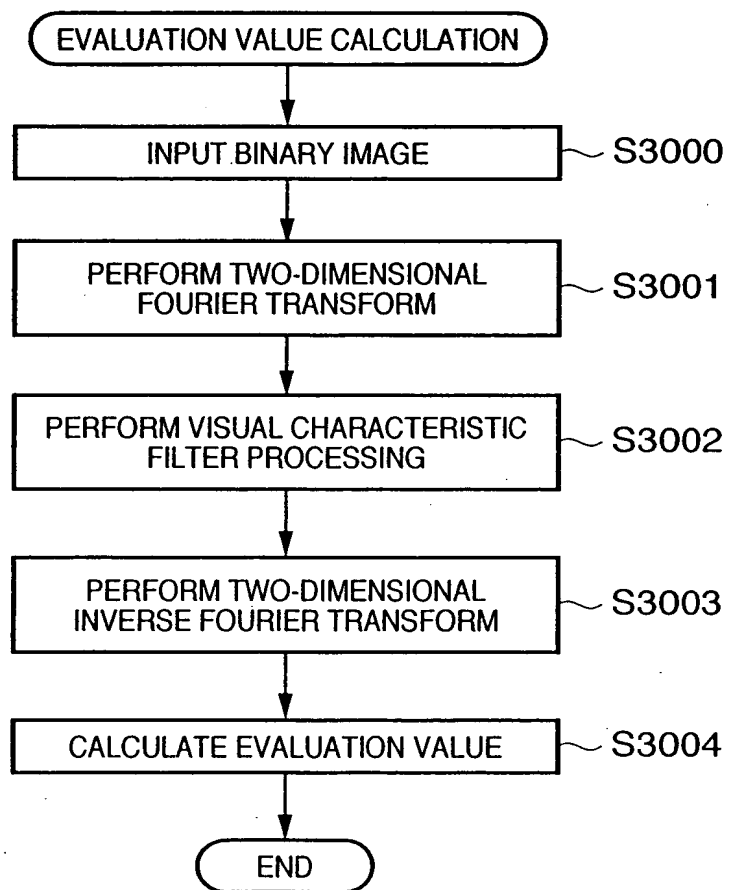 EVALUATION VALUE CALCULATION
INPUT BINARY IMAGE
S3000
PERFORM TWO-DIMENSIONAL
FOURIER TRANSFORM
S3001
PERFORM VISUAL CHARACTERISTIC
FILTER PROCESSING
S3002
PERFORM TWO-DIMENSIONAL
INVERSE FOURIER TRANSFORM
S3003
CALCULATE EVALUATION VALUE
S3004
END